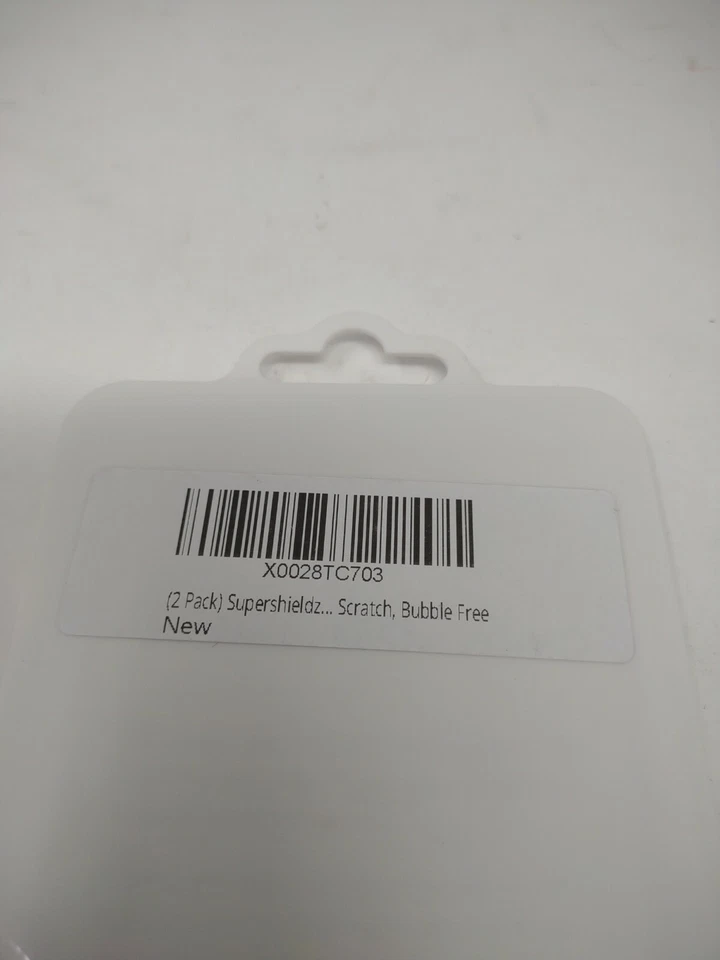 X0028TC703
(2 Pack) Supershieldz... Scratch, Bubble Free
New